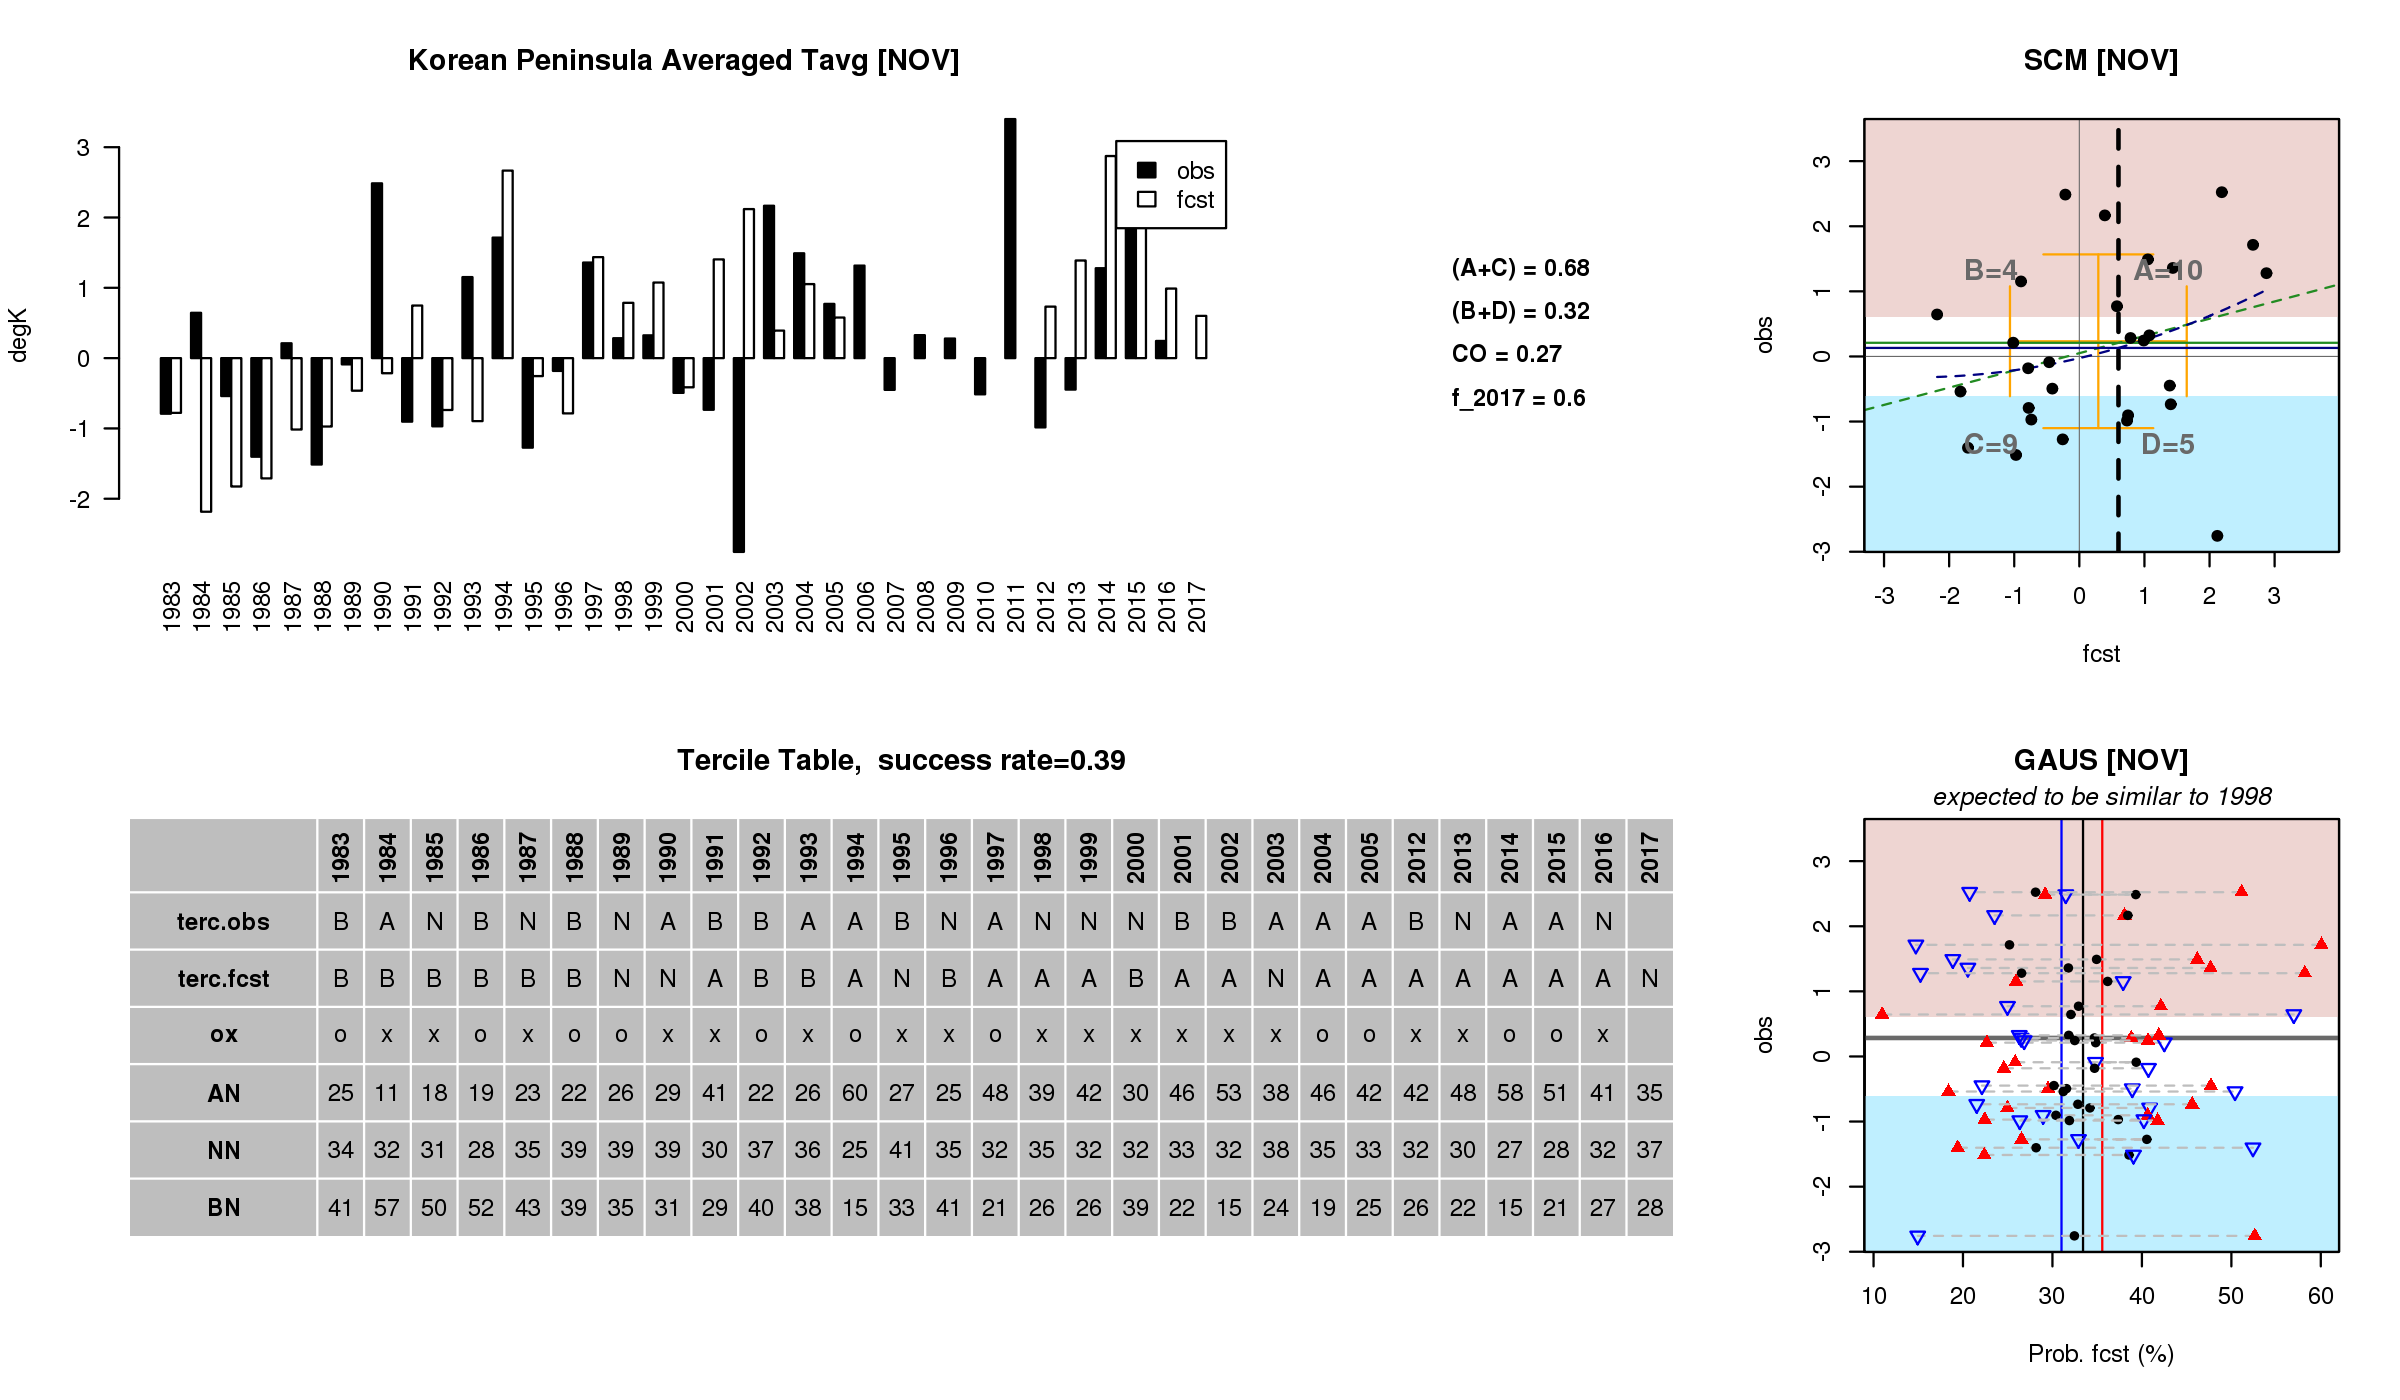 Korean Peninsula Averaged Tavg [NOV]
degK
3
2
1
0
-1
-2
obs
fcst
1983 1984 1985 1986 1987 1988 1989 1990 1991 1992 1993 1994 1995 1996 1997 1998 1999 2000 2001 2002 2003 2004 2005 2006 2007 2008 2009 2010 2011 2012 2013 2014 2015 2016 2017
(A+C) = 0.68
(B+D) = 0.32
CO = 0.27
f_2017 = 0.6
SCM [NOV]
obs
3
2
1
0
-1
-2
-3
B=4 A=10
C=9 D=5
-3 -2 -1 0 1 2 3
fcst
Tercile Table,  success rate=0.39
1983 1984 1985 1986 1987 1988 1989 1990 1991 1992 1993 1994 1995 1996 1997 1998 1999 2000 2001 2002 2003 2004 2005 2012 2013 2014 2015 2016 2017
terc.obs B A N B N B N A B B A A B N A N N N B B A A A B N A A N
terc.fcst B B B B B B N N A B B A N B A A A B A A N A A A A A A A N
ox o x x o x o o x x o x o x x o x x x x x x o o x x o o x
AN 25 11 18 19 23 22 26 29 41 22 26 60 27 25 48 39 42 30 46 53 38 46 42 42 48 58 51 41 35
NN 34 32 31 28 35 39 39 39 30 37 36 25 41 35 32 35 32 32 33 32 38 35 33 32 30 27 28 32 37
BN 41 57 50 52 43 39 35 31 29 40 38 15 33 41 21 26 26 39 22 15 24 19 25 26 22 15 21 27 28
GAUS [NOV]
expected to be similar to 1998
obs
3
2
1
0
-1
-2
-3
10 20 30 40 50 60
Prob. fcst (%)